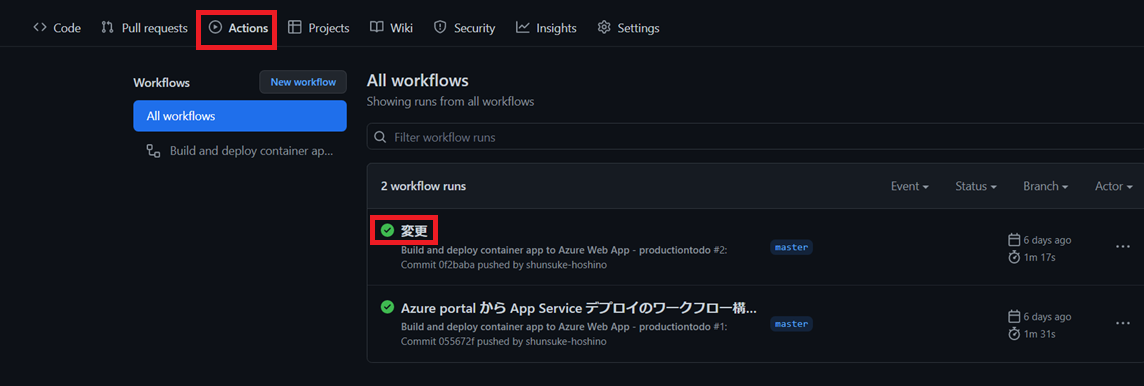 Code Pull requests Actions Projects Wiki Security Insights Settings
Workflows
New workflow
All workflows
Build and deploy container ap...
All workflows
Showing runs from all workflows
Filter workflow runs
2 workflow runs Event Status Branch Actor
変更
Build and deploy container app to Azure Web App - productiontodo #2:
Commit 0f2baba pushed by shunsuke-hoshino
master
6 days ago
1m 17s
Azure portal から App Service デプロイのワークフロー構...
Build and deploy container app to Azure Web App - productiontodo #1:
Commit 055672f pushed by shunsuke-hoshino
master
6 days ago
1m 31s